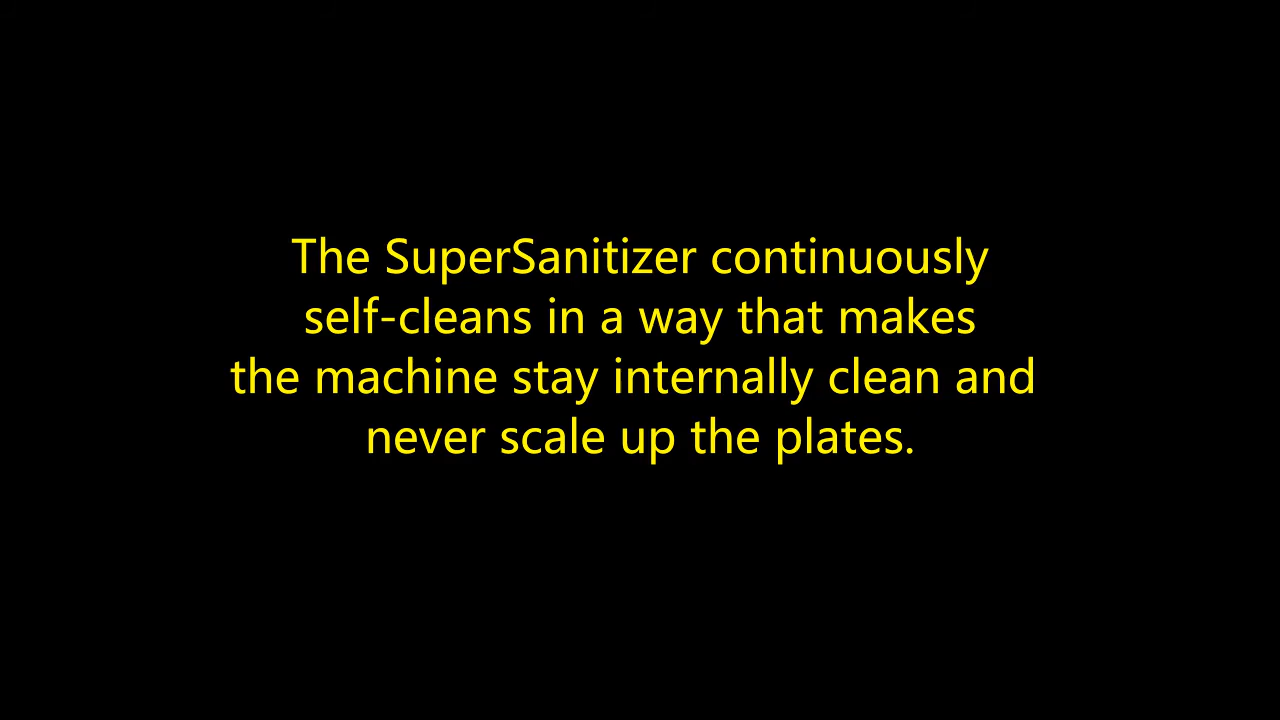 The SuperSanitizer continuously
self-cleans in a way that makes
the machine stay internally clean and
never scale up the plates.